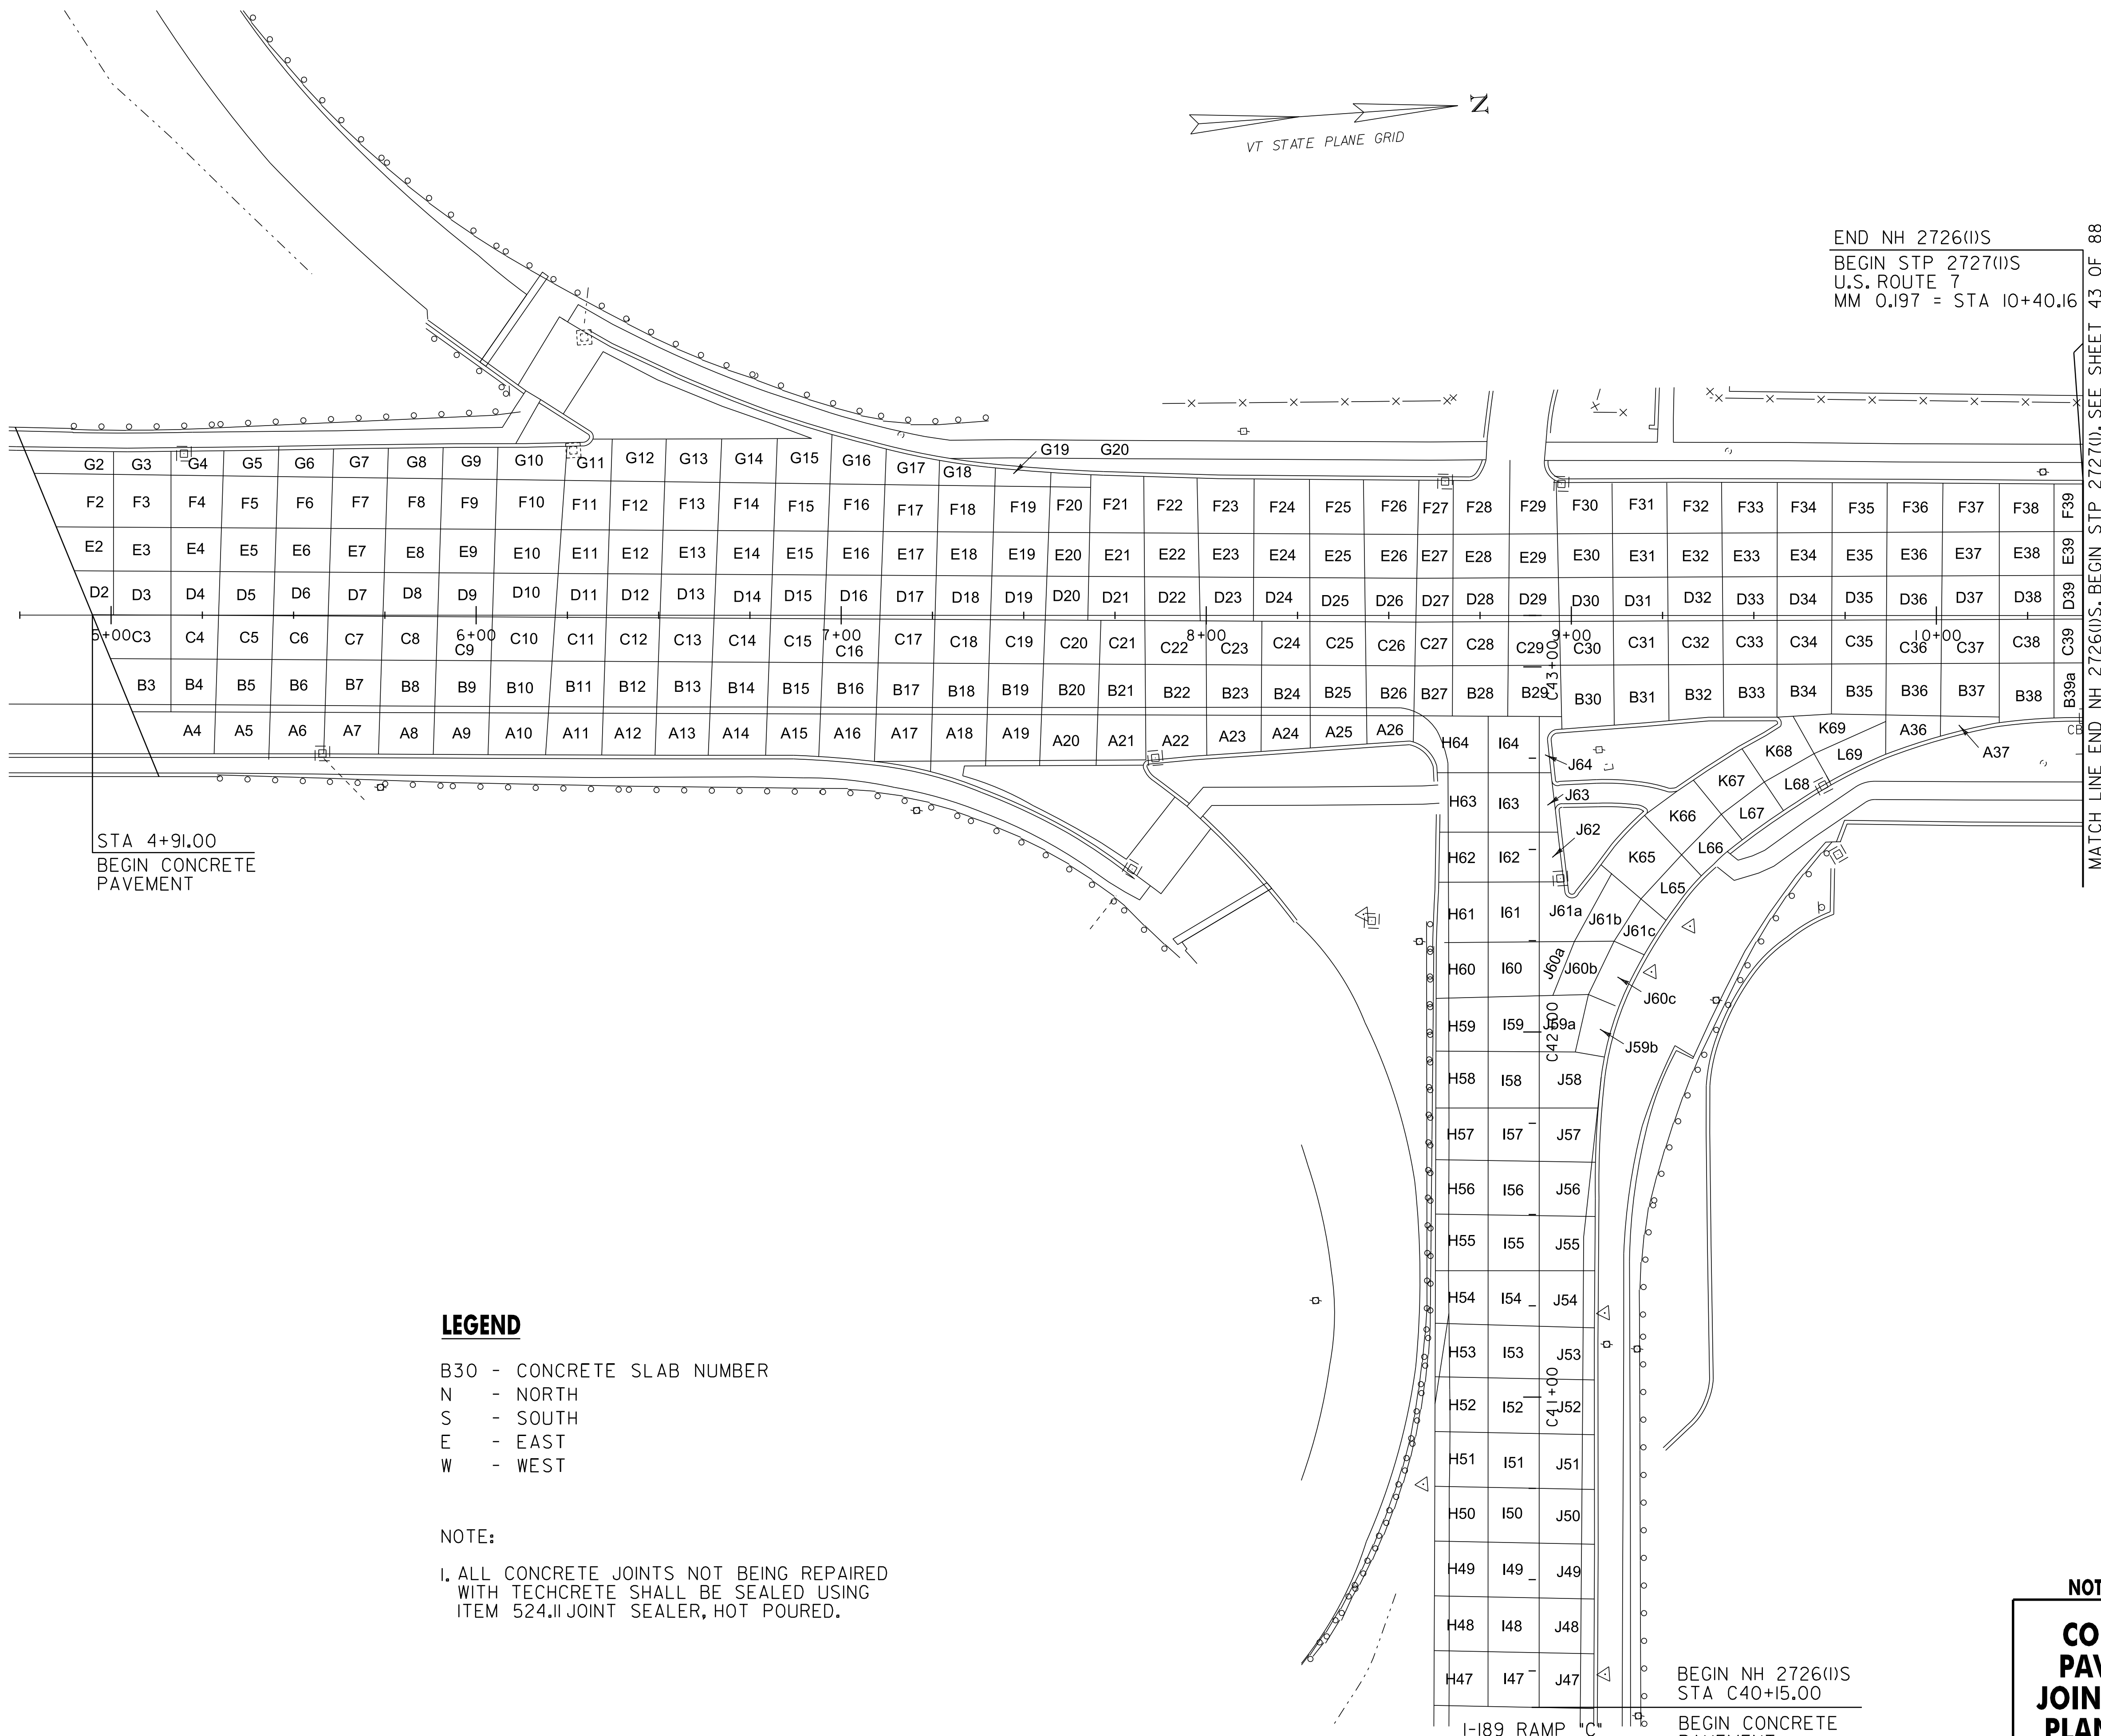 N
VT STATE PLANE GRID
END NH 2726(1)S
BEGIN STP 2727(1)S
U.S. ROUTE 7
MM 0.197 = STA 10+40.16
MATCH LINE END NH 2726(1)S, BEGIN STP 2727(1), SEE SHEET 43 OF 88
G19 G20
G2 G3 G4 G5 G6 G7 G8 G9 G10 G11 G12 G13 G14 G15 G16 G17 G18
F2 F3 F4 F5 F6 F7 F8 F9 F10 F11 F12 F13 F14 F15 F16 F17 F18 F19 F20 F21 F22 F23 F24 F25 F26 F27 F28 F29 F30 F31 F32 F33 F34 F35 F36 F37 F38 F39
E2 E3 E4 E5 E6 E7 E8 E9 E10 E11 E12 E13 E14 E15 E16 E17 E18 E19 E20 E21 E22 E23 E24 E25 E26 E27 E28 E29 E30 E31 E32 E33 E34 E35 E36 E37 E38 E39
D2 D3 D4 D5 D6 D7 D8 D9 D10 D11 D12 D13 D14 D15 D16 D17 D18 D19 D20 D21 D22 D23 D24 D25 D26 D27 D28 D29 D30 D31 D32 D33 D34 D35 D36 D37 D38 D39
5+00 6+00 7+00 8+00 9+00 10+00
C3 C4 C5 C6 C7 C8 C9 C10 C11 C12 C13 C14 C15 C16 C17 C18 C19 C20 C21 C22 C23 C24 C25 C26 C27 C28 C29 C30 C31 C32 C33 C34 C35 C36 C37 C38 C39
C43+00
B3 B4 B5 B6 B7 B8 B9 B10 B11 B12 B13 B14 B15 B16 B17 B18 B19 B20 B21 B22 B23 B24 B25 B26 B27 B28 B29 B30 B31 B32 B33 B34 B35 B36 B37 B38 B39a
A4 A5 A6 A7 A8 A9 A10 A11 A12 A13 A14 A15 A16 A17 A18 A19 A20 A21 A22 A23 A24 A25 A26 K69 A36 CB
H64 I64 J64 K68 L69 A37
H63 I63 J63 K67 L68
H62 I62 J62 K66 L67
K65 L66
L65
H61 I61 J61a J61b J61c
H60 I60 J60a J60b J60c
H59 I59 J59a J59b
C42+00
H58 I58 J58
H57 I57 J57
H56 I56 J56
H55 I55 J55
H54 I54 J54
H53 I53 J53
C41+00
H52 I52 J52
H51 I51 J51
H50 I50 J50
H49 I49 J49
H48 I48 J48
H47 I47 J47
STA 4+91.00
BEGIN CONCRETE
PAVEMENT
LEGEND
B30 - CONCRETE SLAB NUMBER
N - NORTH
S - SOUTH
E - EAST
W - WEST
NOTE:
1. ALL CONCRETE JOINTS NOT BEING REPAIRED
WITH TECHCRETE SHALL BE SEALED USING
ITEM 524.11 JOINT SEALER, HOT POURED.
BEGIN NH 2726(1)S
STA C40+15.00
BEGIN CONCRETE
I-189 RAMP "C"
NOT
CO
PAV
JOIN
PLAN